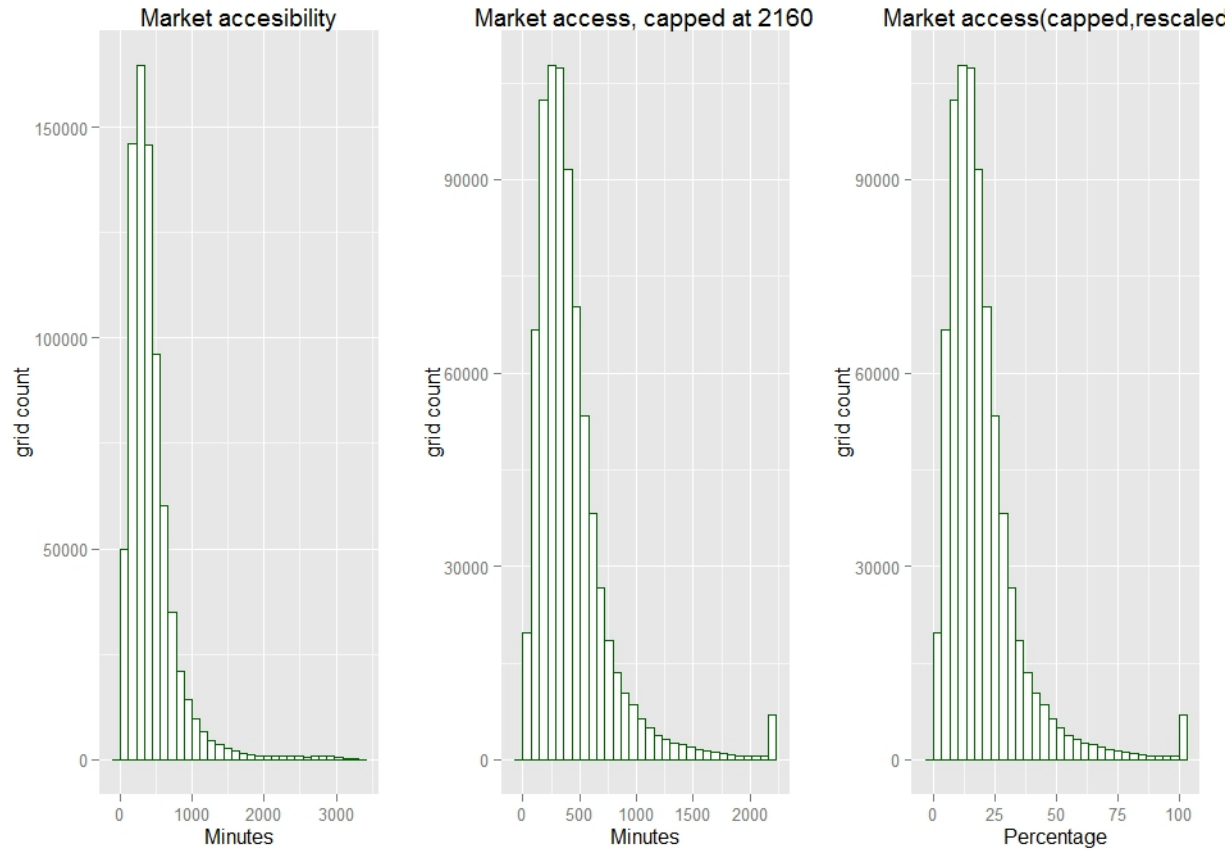 Market accesibility
150000
100000
50000
0
grid count
0 1000 2000 3000
Minutes
Market access, capped at 2160
90000
60000
30000
0
grid count
0 500 1000 1500 2000
Minutes
Market access(capped,rescaled
90000
60000
30000
0
grid count
0 25 50 75 100
Percentage